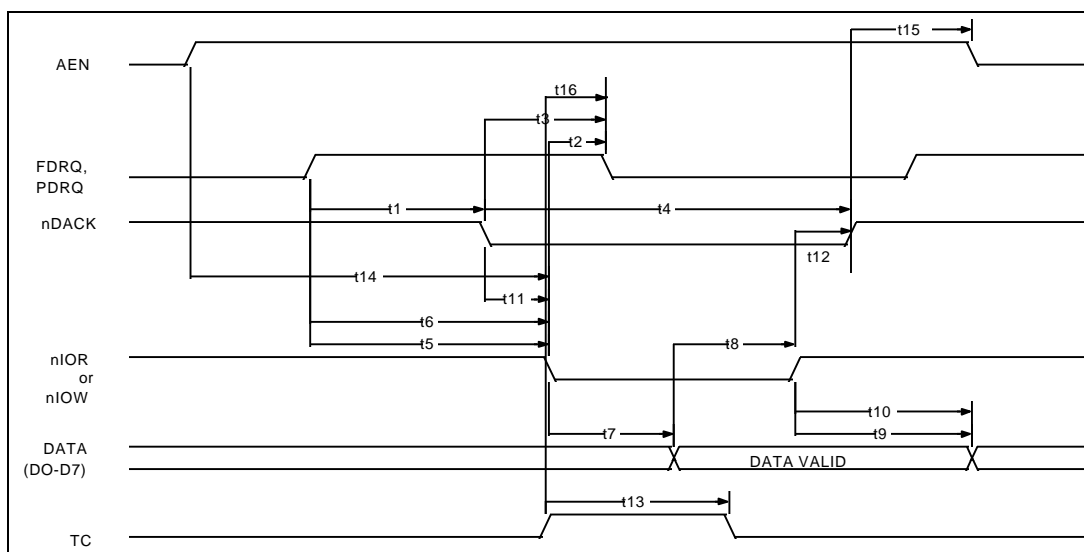 t15
AEN
t16
t3
t2
FDRQ,
PDRQ
t1
t4
nDACK
t12
t14
t11
t6
t5
t8
nIOR
or
nIOW
t10
t7
t9
DATA
(DO-D7)
DATA VALID
t13
TC